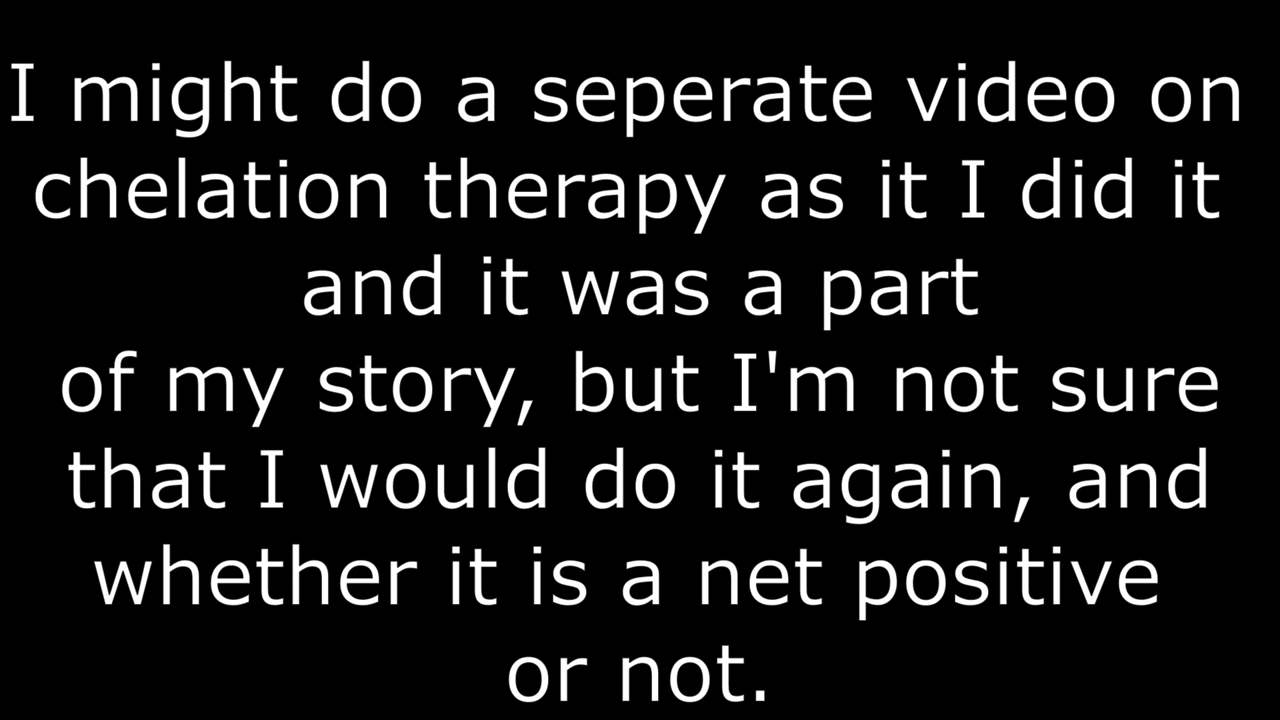 I might do a seperate video on
chelation therapy as it I did it
and it was a part
of my story, but I'm not sure
that I would do it again, and
whether it is a net positive
or not.